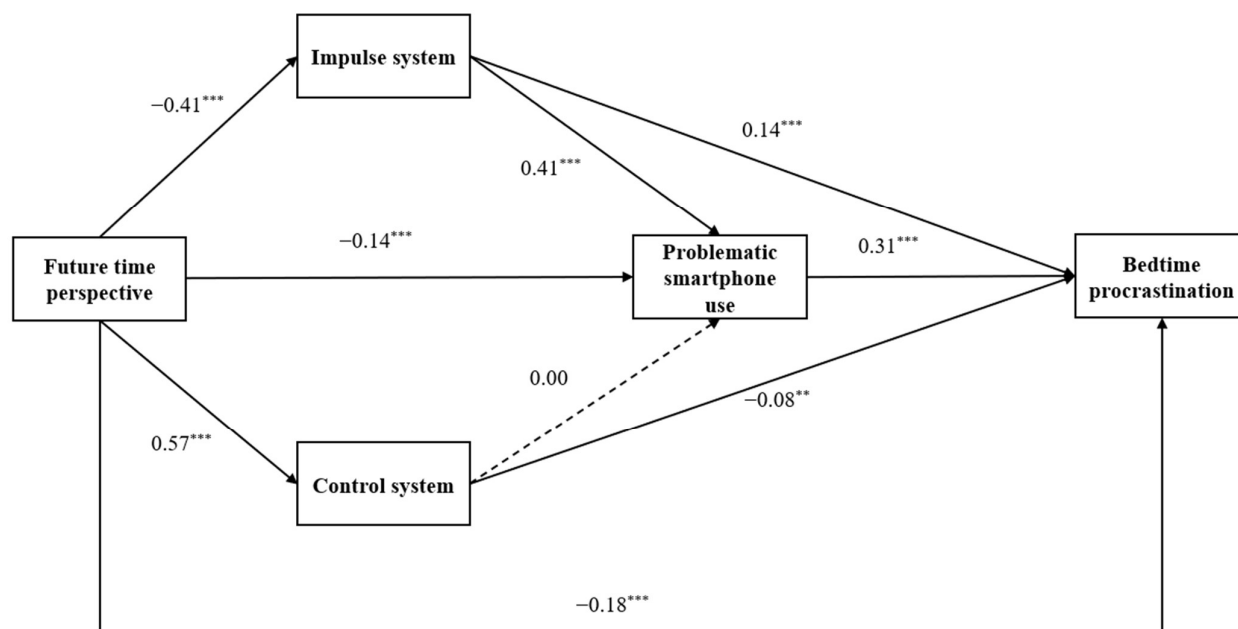 Impulse system
−0.41***
0.14***
0.41***
−0.14***
Future time
perspective
Problematic
smartphone
use
0.31***
Bedtime
procrastination
0.00
−0.08**
0.57***
Control system
−0.18***